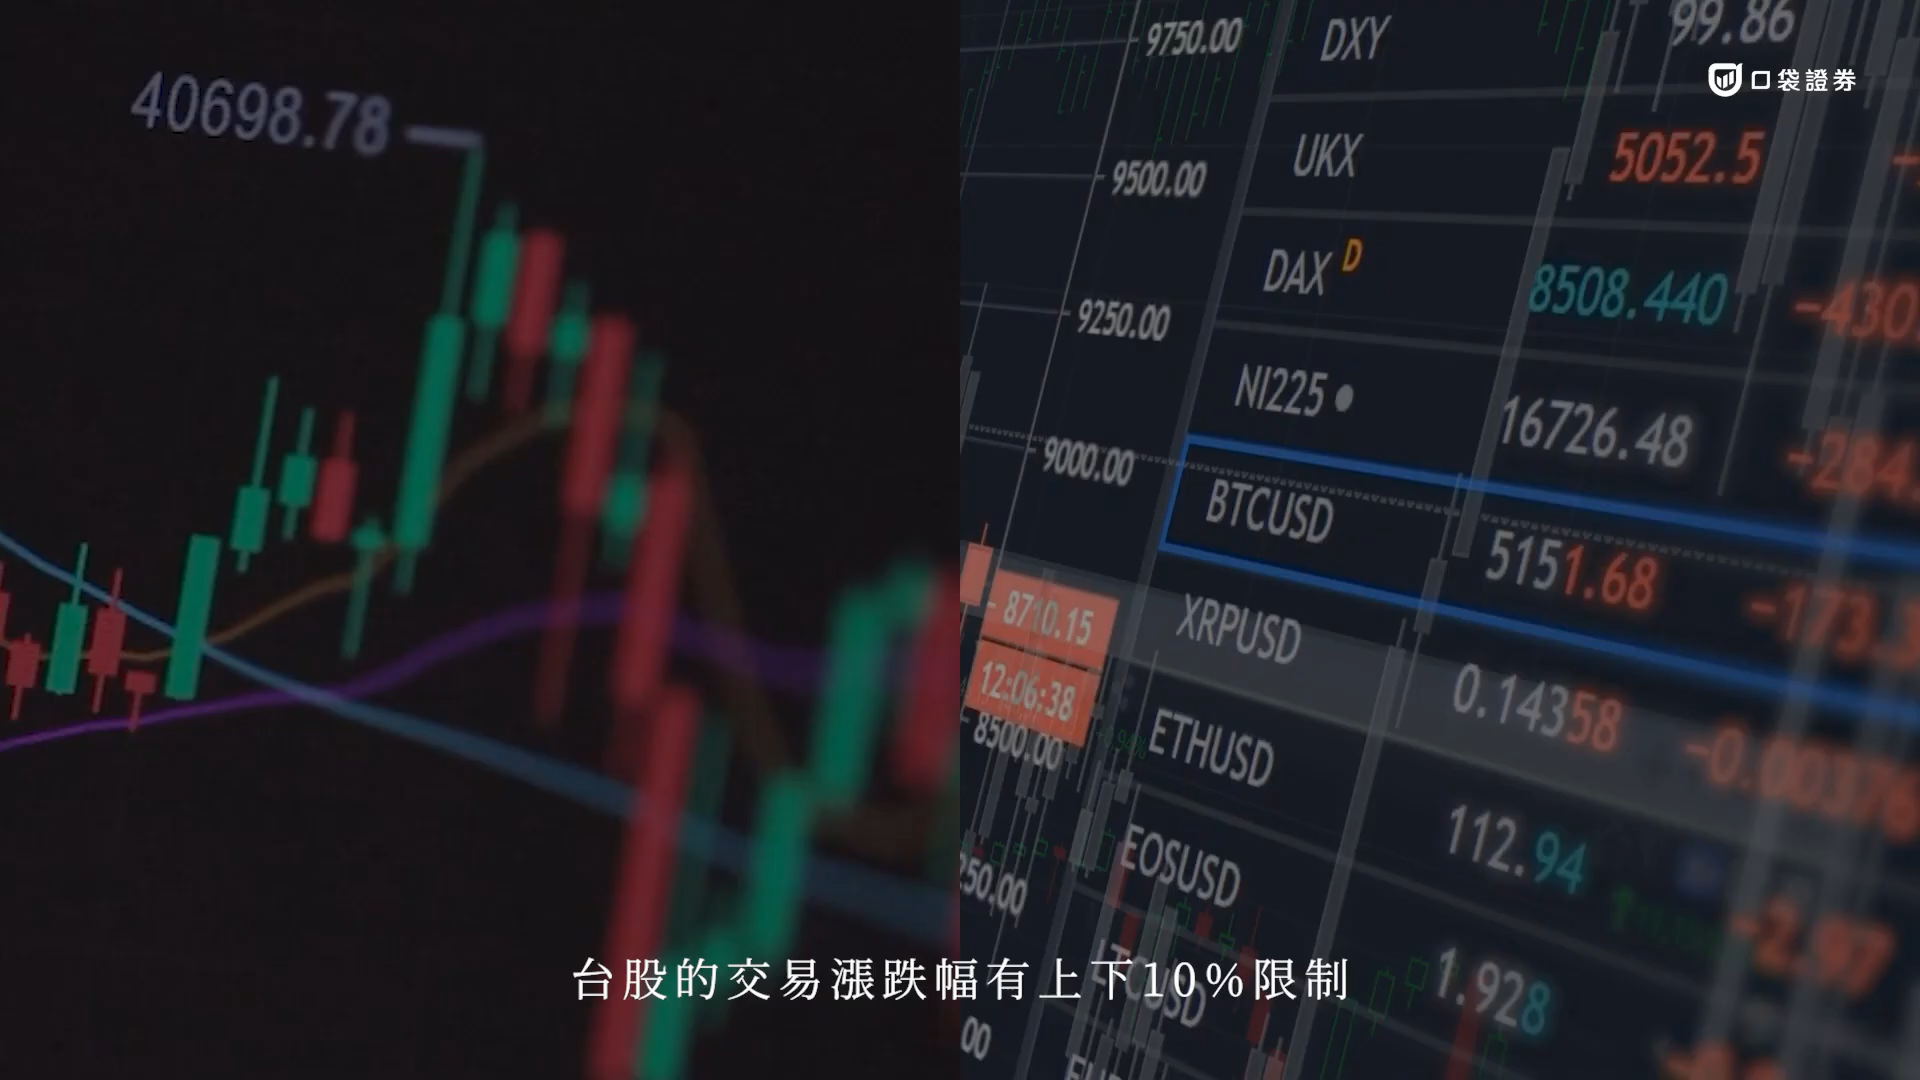 40698.78
口袋證券
9750.00
9500.00
9250.00
9000.00
8710.15
12:06:38
8500.00
DXY 99.86
UKX 5052.5
DAX D 8508.440
NI225 16726.48
BTCUSD 5151.68
XRPUSD 0.14358
ETHUSD 112.94
EOSUSD 1.928
LTCUSD
台股的交易漲跌幅有上下10%限制